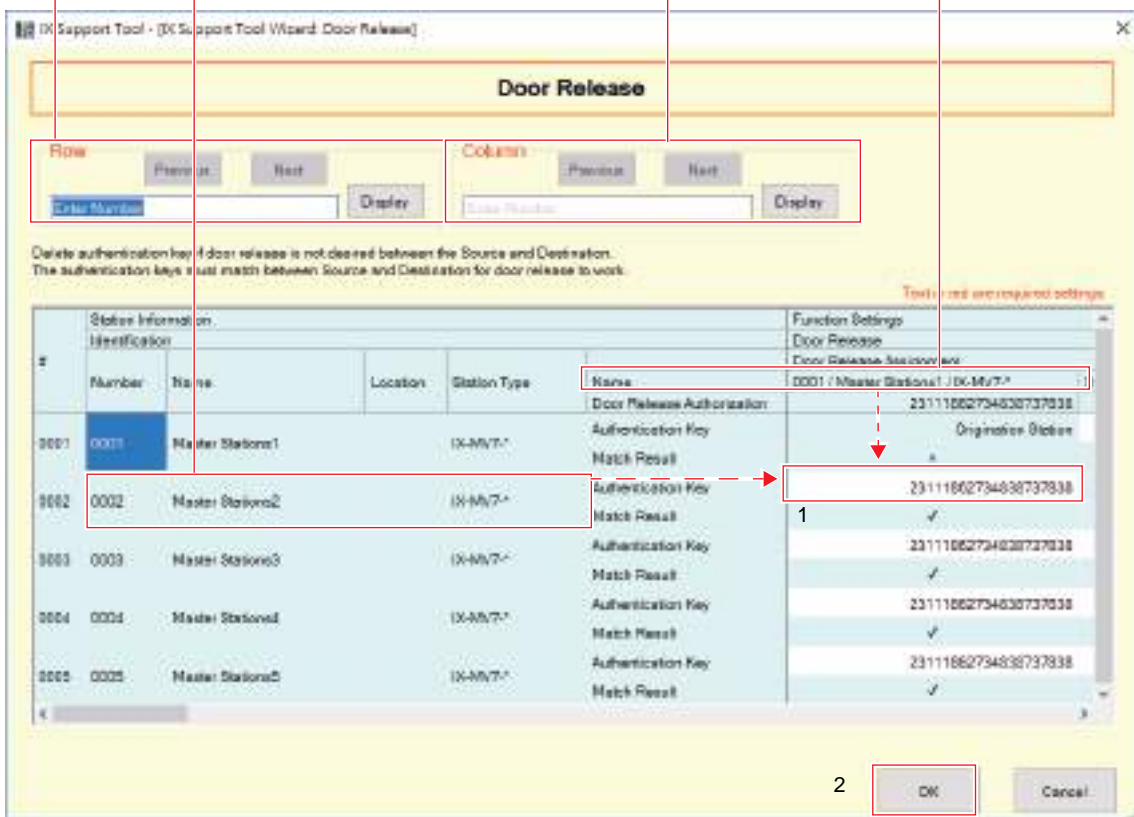 IX Support Tool - [IX Support Tool Wizard: Door Release]
Door Release
Row
Previous Next
Enter Number Display
Column
Previous Next
Enter Number Display
Delete authentication key if door release is not desired between the Source and Destination.
The authentication keys must match between Source and Destination for door release to work.
Text in red are required settings.
Station Information Function Settings
Identification Door Release
Door Release Assignment
# Number Name Location Station Type Name 0001 / Master Stations1 / IX-MV7-*
Door Release Authorization 23111862734838737838
0001 0001 Master Stations1 IX-MV7-* Authentication Key Origination Station
Match Result
0002 0002 Master Stations2 IX-MV7-* Authentication Key 23111862734838737838
Match Result ✓
1
0003 0003 Master Stations3 IX-MV7-* Authentication Key 23111862734838737838
Match Result ✓
0004 0004 Master Stations4 IX-MV7-* Authentication Key 23111862734838737838
Match Result ✓
0005 0005 Master Stations5 IX-MV7-* Authentication Key 23111862734838737838
Match Result ✓
2 OK Cancel